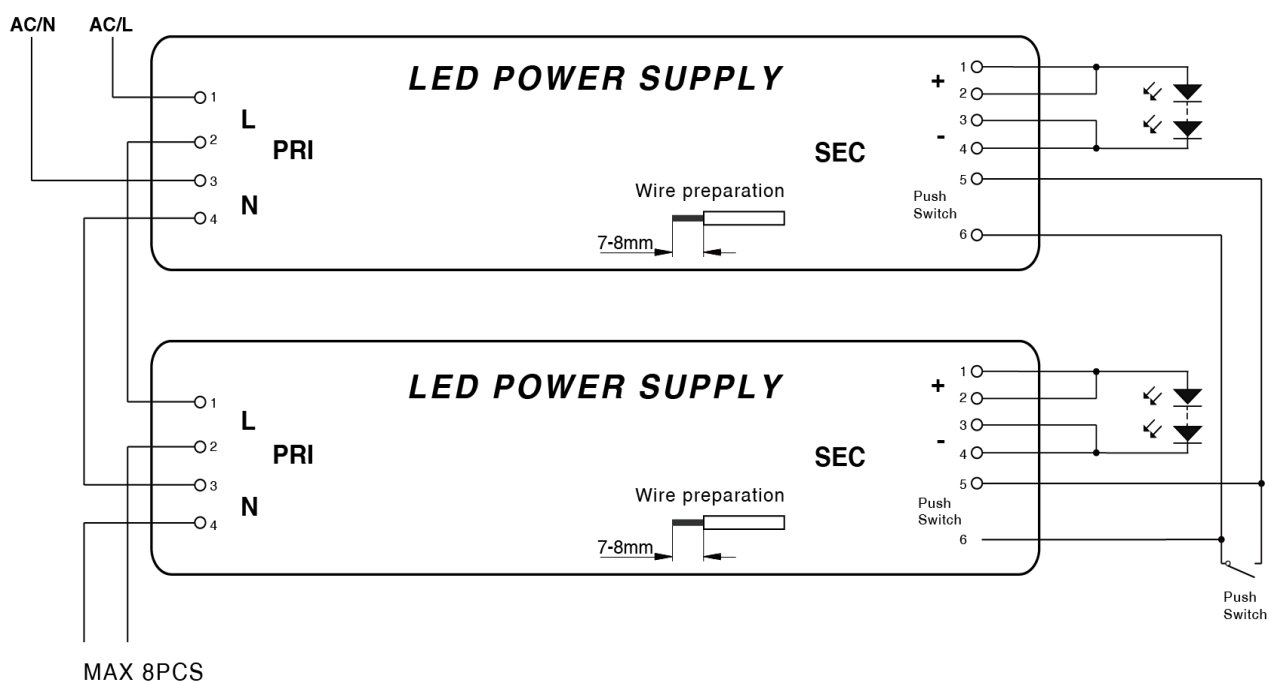 AC/N AC/L
LED POWER SUPPLY
1
L
2
PRI
3
N
4
Wire preparation
7-8mm
SEC
+
1
2
-
3
4
5
Push
Switch
6
LED POWER SUPPLY
1
L
2
PRI
3
N
4
Wire preparation
7-8mm
SEC
+
1
2
-
3
4
5
Push
Switch
6
Push
Switch
MAX 8PCS